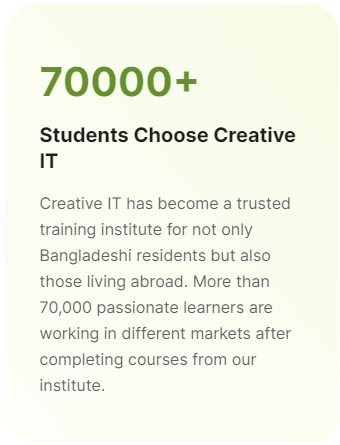 70000+
Students Choose Creative
IT
Creative IT has become a trusted
training institute for not only
Bangladeshi residents but also
those living abroad. More than
70,000 passionate learners are
working in different markets after
completing courses from our
institute.